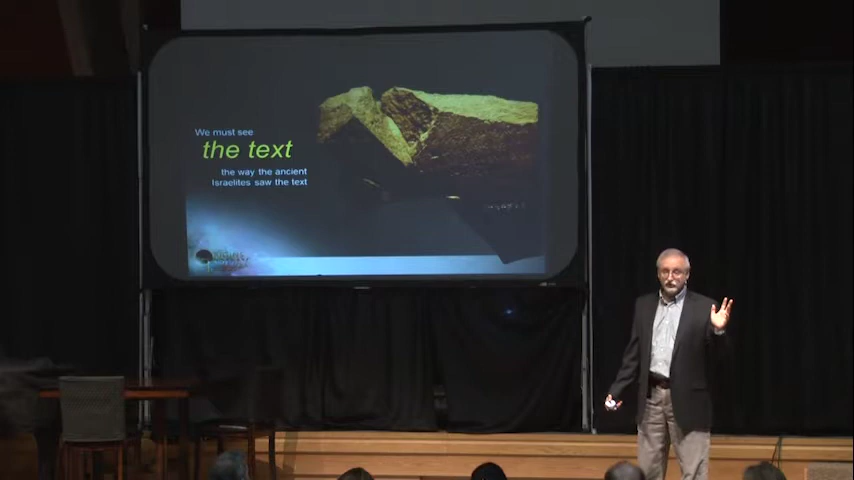 We must see
the text
the way the ancient
Israelites saw the text